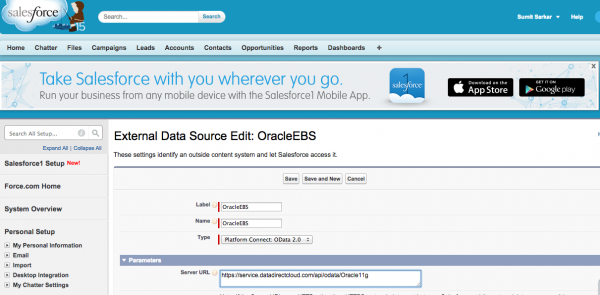 salesforce
15
Search...
Search
Sumit Sarkar
Help
Home Chatter Files Campaigns Leads Accounts Contacts Opportunities Reports Dashboards +
Take Salesforce with you wherever you go.
Run your business from any mobile device with the Salesforce1 Mobile App.
1
salesforce
Download on the
App Store
GET IT ON
Google play
X
Search All Setup...
Expand All | Collapse All
Salesforce1 Setup New!
Force.com Home
System Overview
Personal Setup
My Personal Information
Email
Import
Desktop Integration
My Chatter Settings
External Data Source Edit: OracleEBS
These settings identify an outside content system and let Salesforce access it.
Save Save and New Cancel
Label OracleEBS
Name OracleEBS
Type Platform Connect: OData 2.0
Parameters
Server URL https://service.datadirectcloud.com/api/odata/Oracle11g